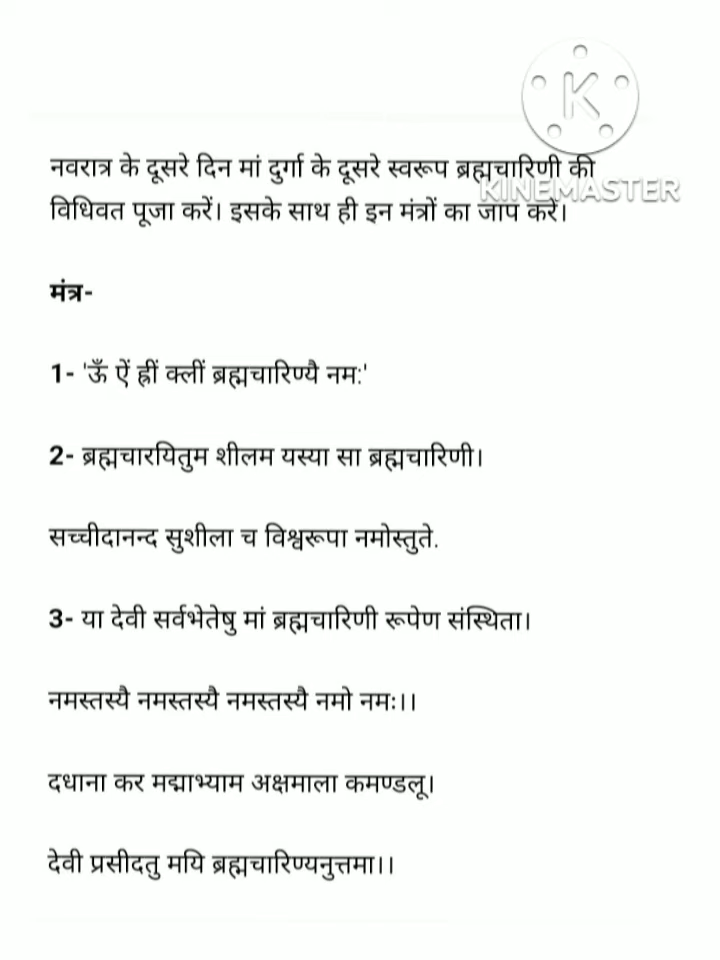 K
KINEMASTER
नवरात्र के दूसरे दिन मां दुर्गा के दूसरे स्वरूप ब्रह्मचारिणी की
विधिवत पूजा करें। इसके साथ ही इन मंत्रों का जाप करें।
मंत्र-
1- 'ऊँ ऐं ह्रीं क्लीं ब्रह्मचारिण्यै नम:'
2- ब्रह्मचारयितुम शीलम यस्या सा ब्रह्मचारिणी।
सच्चीदानन्द सुशीला च विश्वरूपा नमोस्तुते.
3- या देवी सर्वभेतेषु मां ब्रह्मचारिणी रूपेण संस्थिता।
नमस्तस्यै नमस्तस्यै नमस्तस्यै नमो नमः।।
दधाना कर मद्माभ्याम अक्षमाला कमण्डलू।
देवी प्रसीदतु मयि ब्रह्मचारिण्यनुत्तमा।।